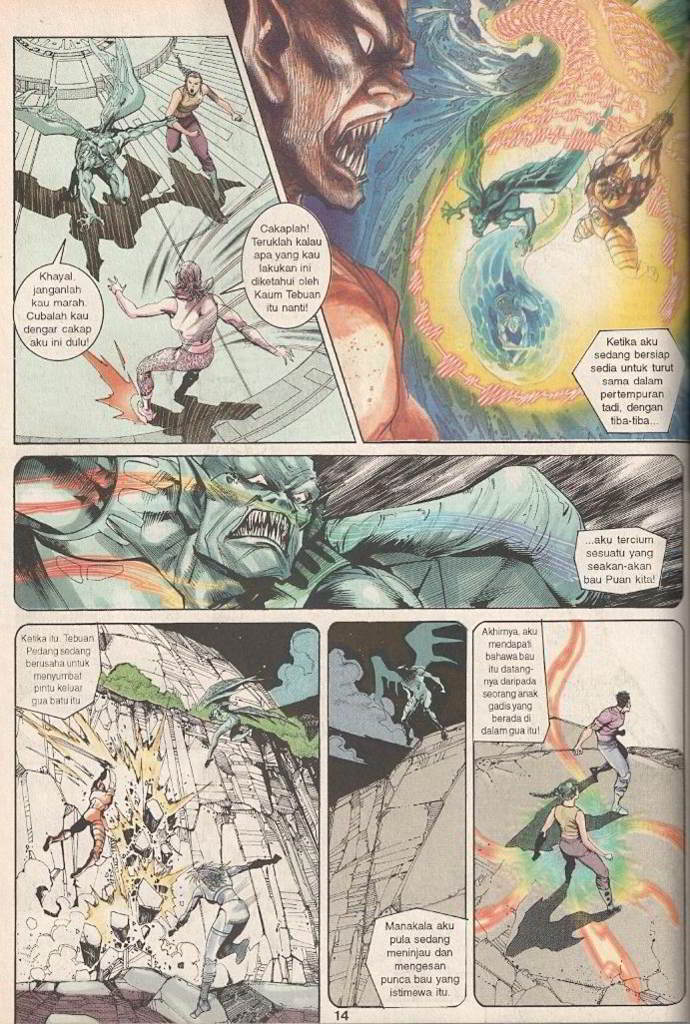 Khayal,
janganlah
kau marah.
Cubalah kau
dengar cakap
aku ini dulu!
Cakaplah!
Teruklah kalau
apa yang kau
lakukan ini
diketahui oleh
Kaum Tebuan
itu nanti!
Ketika aku
sedang bersiap
sedia untuk turut
sama dalam
pertempuran
tadi, dengan
tiba-tiba...
...aku tercium
sesuatu yang
seakan-akan
bau Puan kita!
Ketika itu, Tebuan
Pedang sedang
berusaha untuk
menyumbat
pintu keluar
gua batu itu
Manakala aku
pula sedang
meninjau dan
mengesan
punca bau yang
istimewa itu.
Akhirnya, aku
mendapati
bahawa bau
itu datang-
nya daripada
seorang anak
gadis yang
berada di
dalam gua itu!
14